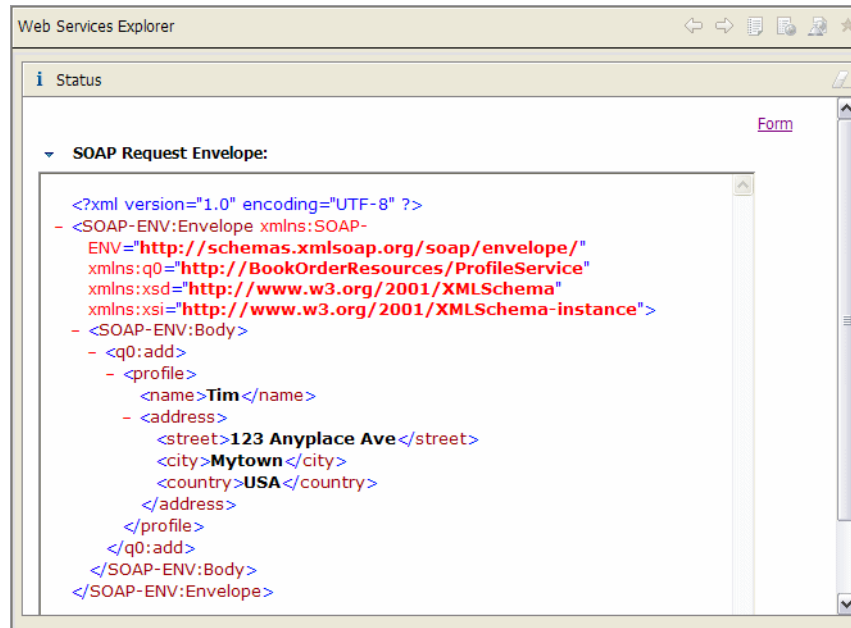 Web Services Explorer
i Status
Form
SOAP Request Envelope:
<?xml version="1.0" encoding="UTF-8" ?>
- <SOAP-ENV:Envelope xmlns:SOAP-
ENV="http://schemas.xmlsoap.org/soap/envelope/"
xmlns:q0="http://BookOrderResources/ProfileService"
xmlns:xsd="http://www.w3.org/2001/XMLSchema"
xmlns:xsi="http://www.w3.org/2001/XMLSchema-instance">
- <SOAP-ENV:Body>
- <q0:add>
- <profile>
<name>Tim</name>
- <address>
<street>123 Anyplace Ave</street>
<city>Mytown</city>
<country>USA</country>
</address>
</profile>
</q0:add>
</SOAP-ENV:Body>
</SOAP-ENV:Envelope>